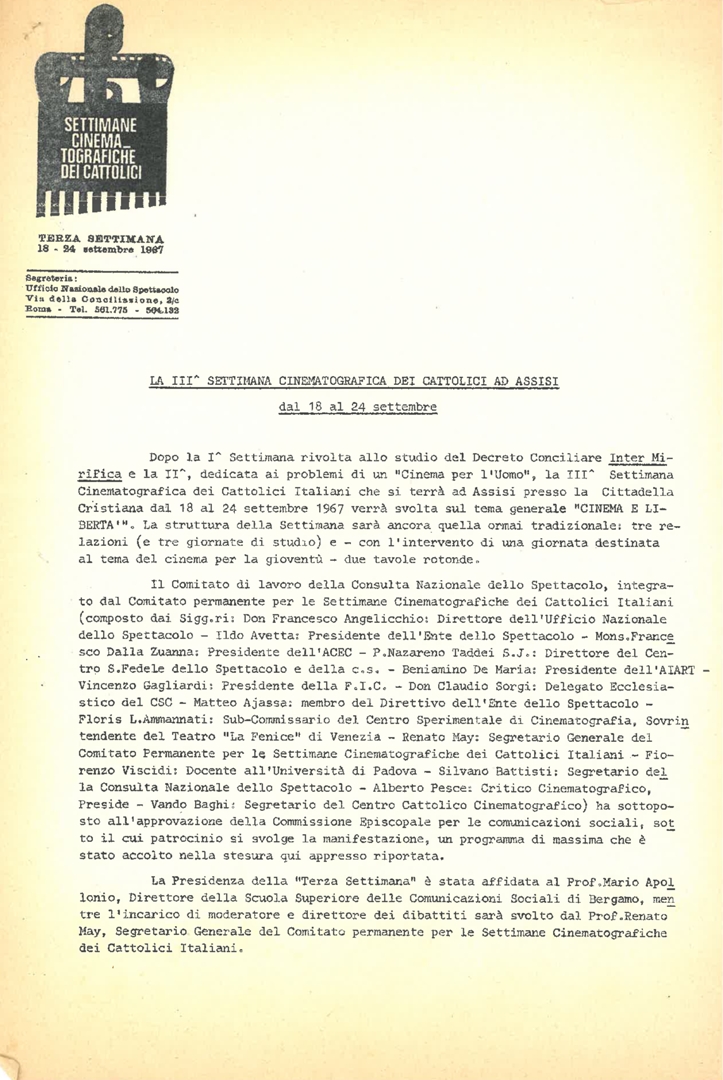 SETTIMANE
CINEMA_
TOGRAFICHE
DEI CATTOLICI
TERZA SETTIMANA
18 - 24 settembre 1967
Segreteria:
Ufficio Nazionale dello Spettacolo
Via della Conciliazione, 2/c
Roma - Tel. 561.775 - 564.132
LA III^ SETTIMANA CINEMATOGRAFICA DEI CATTOLICI AD ASSISI
dal 18 al 24 settembre
Dopo la I^ Settimana rivolta allo studio del Decreto Conciliare Inter Mi-
rifica e la II^, dedicata ai problemi di un "Cinema per l'Uomo", la III^ Settimana
Cinematografica dei Cattolici Italiani che si terrà ad Assisi presso la Cittadella
Cristiana dal 18 al 24 settembre 1967 verrà svolta sul tema generale "CINEMA E LI-
BERTA'". La struttura della Settimana sarà ancora quella ormai tradizionale: tre re-
lazioni (e tre giornate di studio) e - con l'intervento di una giornata destinata
al tema del cinema per la gioventù - due tavole rotonde.
Il Comitato di lavoro della Consulta Nazionale dello Spettacolo, integra-
to dal Comitato permanente per le Settimane Cinematografiche dei Cattolici Italiani
(composto dai Sigg.ri: Don Francesco Angelicchio: Direttore dell'Ufficio Nazionale
dello Spettacolo - Ildo Avetta: Presidente dell'Ente dello Spettacolo - Mons.France
sco Dalla Zuanna: Presidente dell'ACEC - P.Nazareno Taddei S.J.: Direttore del Cen-
tro S.Fedele dello Spettacolo e della c.s. - Beniamino De Maria: Presidente dell'AIART -
Vincenzo Gagliardi: Presidente della F.I.C. - Don Claudio Sorgi: Delegato Ecclesia-
stico del CSC - Matteo Ajassa: membro del Direttivo dell'Ente dello Spettacolo -
Floris L.Ammannati: Sub-Commissario del Centro Sperimentale di Cinematografia, Sovrin
tendente del Teatro "La Fenice" di Venezia - Renato May: Segretario Generale del
Comitato Permanente per le Settimane Cinematografiche dei Cattolici Italiani - Fio-
renzo Viscidi: Docente all'Università di Padova - Silvano Battisti: Segretario del
la Consulta Nazionale dello Spettacolo - Alberto Pesce: Critico Cinematografico,
Preside - Vando Baghi: Segretario del Centro Cattolico Cinematografico) ha sottopo-
sto all'approvazione della Commissione Episcopale per le comunicazioni sociali, sot
to il cui patrocinio si svolge la manifestazione, un programma di massima che è
stato accolto nella stesura qui appresso riportata.
La Presidenza della "Terza Settimana" è stata affidata al Prof.Mario Apol
lonio, Direttore della Scuola Superiore delle Comunicazioni Sociali di Bergamo, men
tre l'incarico di moderatore e direttore dei dibattiti sarà svolto dal Prof.Renato
May, Segretario Generale del Comitato permanente per le Settimane Cinematografiche
dei Cattolici Italiani.